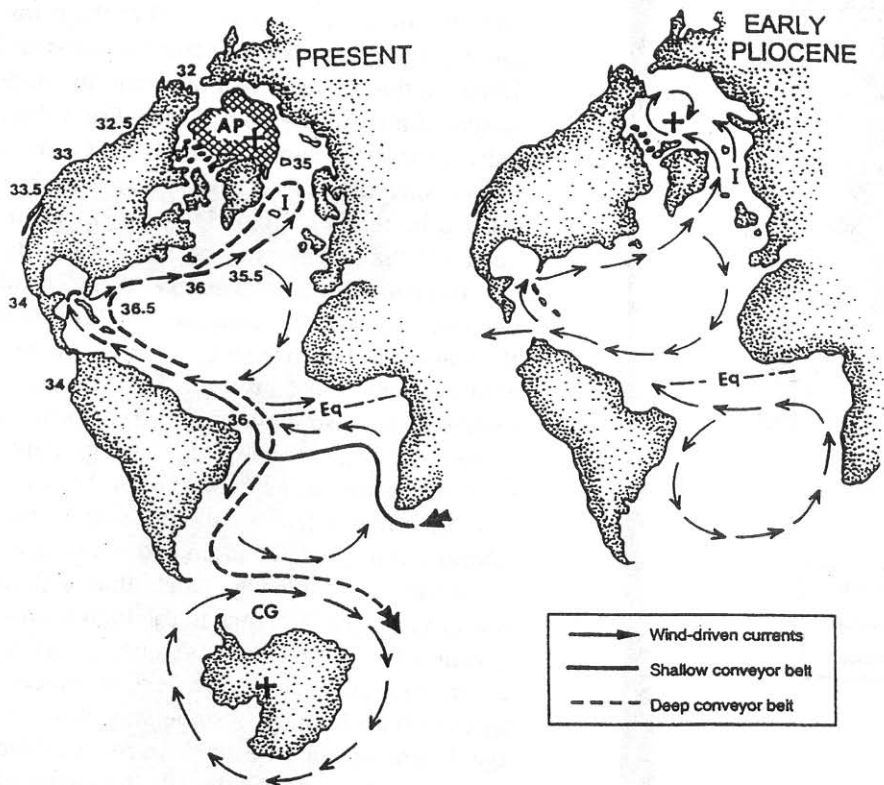 PRESENT
EARLY
PLIOCENE
32
AP
32.5
33
35
33.5
I
I
36
35.5
34
36.5
34
Eq
Eq
36
CG
Wind-driven currents
Shallow conveyor belt
Deep conveyor belt